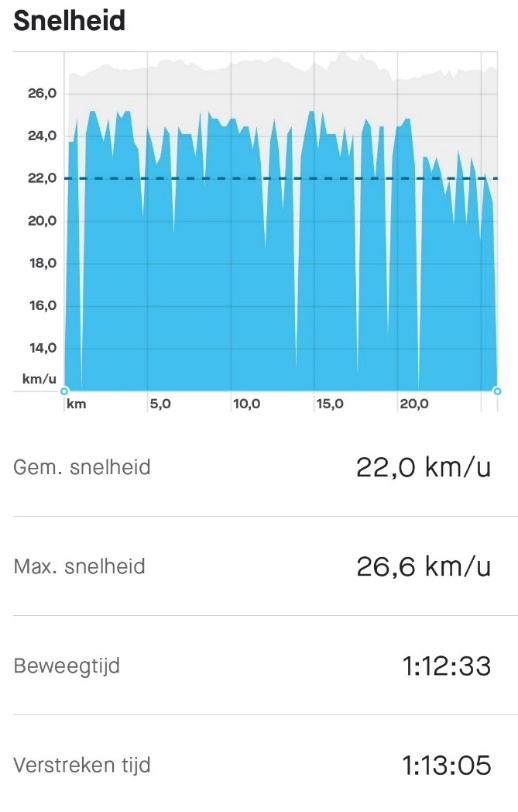 Snelheid
26,0
24,0
22,0
20,0
18,0
16,0
14,0
km/u
km 5,0 10,0 15,0 20,0
Gem. snelheid 22,0 km/u
Max. snelheid 26,6 km/u
Beweegtijd 1:12:33
Verstreken tijd 1:13:05